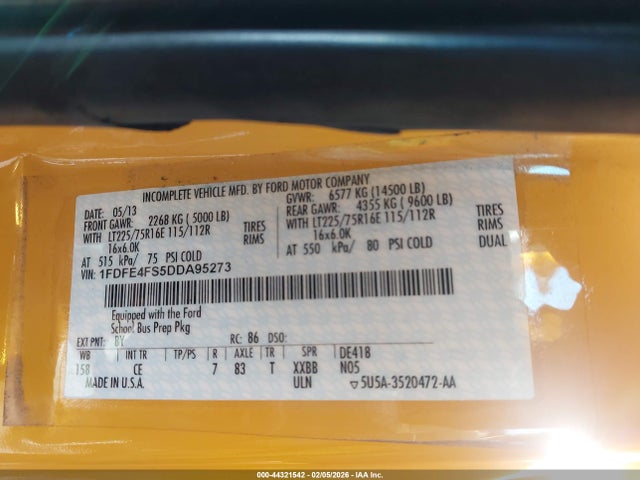 INCOMPLETE VEHICLE MFD. BY FORD MOTOR COMPANY
DATE: 05/13 GVWR: 6577 KG (14500 LB)
FRONT GAWR: 2268 KG ( 5000 LB) REAR GAWR: 4355 KG ( 9600 LB)
WITH LT225/75R16E 115/112R TIRES WITH LT225/75R16E 115/112R TIRES
16x6.0K RIMS 16x6.0K RIMS
AT 515 kPa/ 75 PSI COLD AT 550 kPa/ 80 PSI COLD DUAL
VIN: 1FDFE4FS5DDA95273
Equipped with the Ford
School Bus Prep Pkg
EXT PNT: BY RC: 86 DSO:
WB INT TR TP/PS R AXLE TR SPR DE41B
158 CE 7 83 T XXBB N05
MADE IN U.S.A. ULN 5U5A-3520472-AA
000-44321542 - 02/05/2026 - IAA Inc.